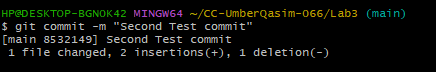 HP@DESKTOP-BGNOK42 MINGW64 ~/CC-UmberQasim-066/Lab3 (main)
$ git commit -m "Second Test commit"
[main 8532149] Second Test commit
 1 file changed, 2 insertions(+), 1 deletion(-)